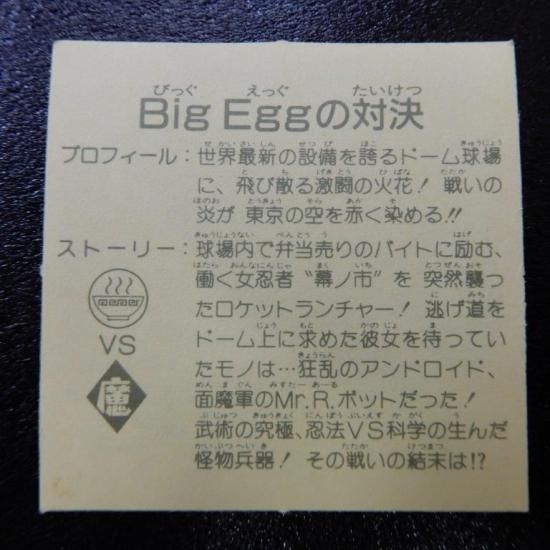 Big Eggの対決
プロフィール：世界最新の設備を誇るドーム球場
に、飛び散る激闘の火花！ 戦いの
炎が 東京の空を赤く染める!!
ストーリー：球場内で弁当売りのバイトに励む、
働く女忍者〝幕ノ市〟を 突然襲っ
たロケットランチャー！ 逃げ道を
ドーム上に求めた彼女を待ってい
たモノは…狂乱のアンドロイド、
面魔軍のMr.R.ボットだった！
武術の究極、忍法VS科学の生んだ
怪物兵器！ その戦いの結末は!?
VS